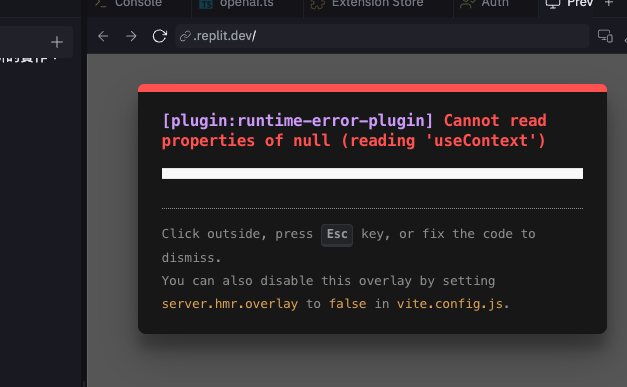 Console
openai.ts
Extension Store
Auth
Prev
.replit.dev/
[plugin:runtime-error-plugin] Cannot read
properties of null (reading 'useContext')
Click outside, press Esc key, or fix the code to
dismiss.
You can also disable this overlay by setting
server.hmr.overlay to false in vite.config.js.